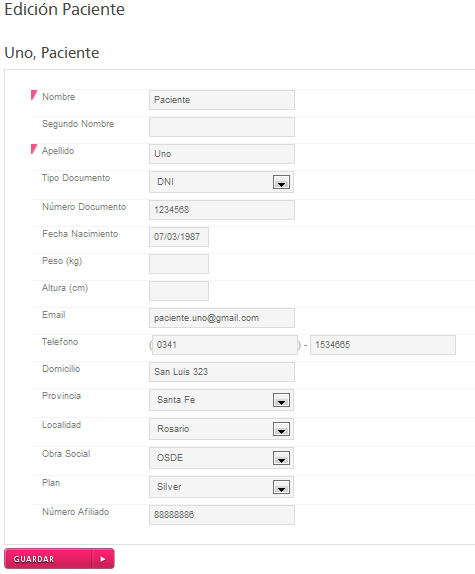 Edición Paciente
Uno, Paciente
Nombre Paciente
Segundo Nombre
Apellido Uno
Tipo Documento DNI
Número Documento 1234568
Fecha Nacimiento 07/03/1987
Peso (kg)
Altura (cm)
Email paciente.uno@gmail.com
Telefono (0341) - 1534665
Domicilio San Luis 323
Provincia Santa Fe
Localidad Rosario
Obra Social OSDE
Plan Silver
Número Afiliado 88888886
GUARDAR